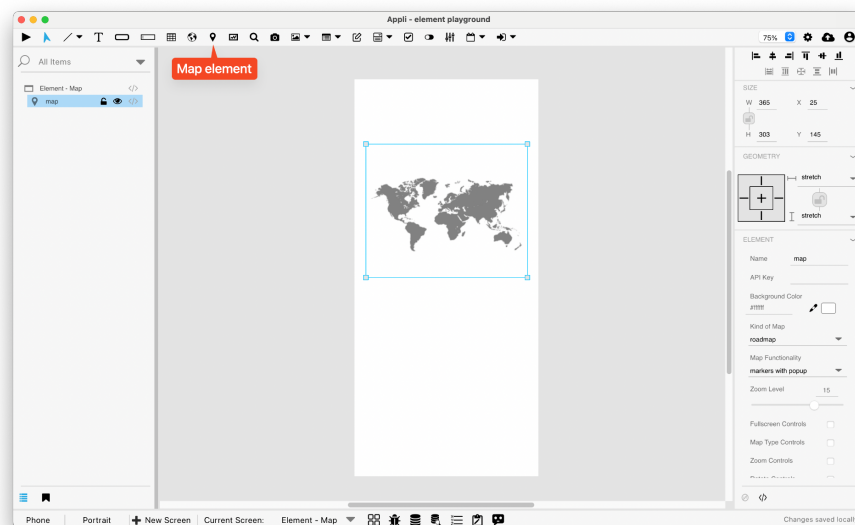 Appli - element playground
75%
All Items
Map element
Element - Map
map
SIZE
W 365 X 25
H 303 Y 145
GEOMETRY
stretch
stretch
ELEMENT
Name map
API Key
Background Color
#ffffff
Kind of Map
roadmap
Map Functionality
markers with popup
Zoom Level 15
Fullscreen Controls
Map Type Controls
Zoom Controls
Phone Portrait New Screen Current Screen: Element - Map Changes saved locall